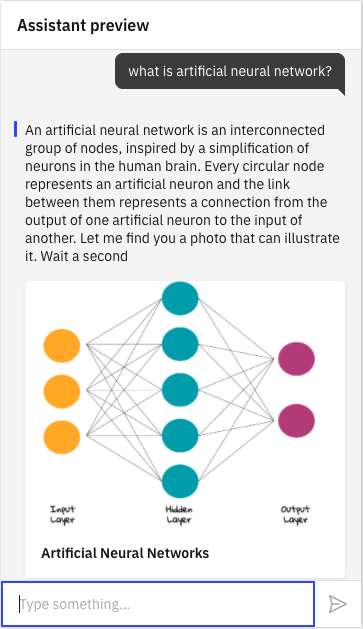 Assistant preview
what is artificial neural network?
An artificial neural network is an interconnected
group of nodes, inspired by a simplification of
neurons in the human brain. Every circular node
represents an artificial neuron and the link
between them represents a connection from the
output of one artificial neuron to the input of
another. Let me find you a photo that can illustrate
it. Wait a second
Input Hidden Output
Layer Layer Layer
Artificial Neural Networks
Type something...